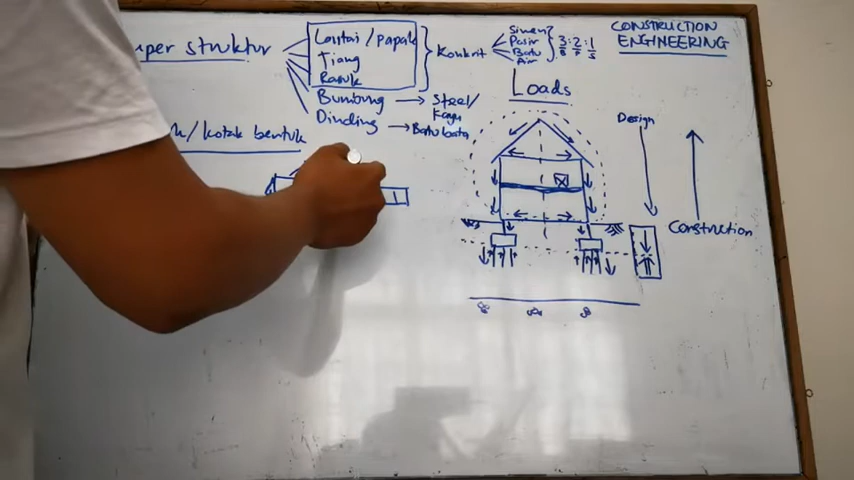 CONSTRUCTION
ENGINEERING
per struktur
Lantai / papak
Tiang
Rasuk
Bumbung → Steel/
Kayu
Dinding → Batu bata
Konkrit
Simen
Pasir
Batu
Air
3:2:1
/kotak bentuk
Loads
Design
Construction